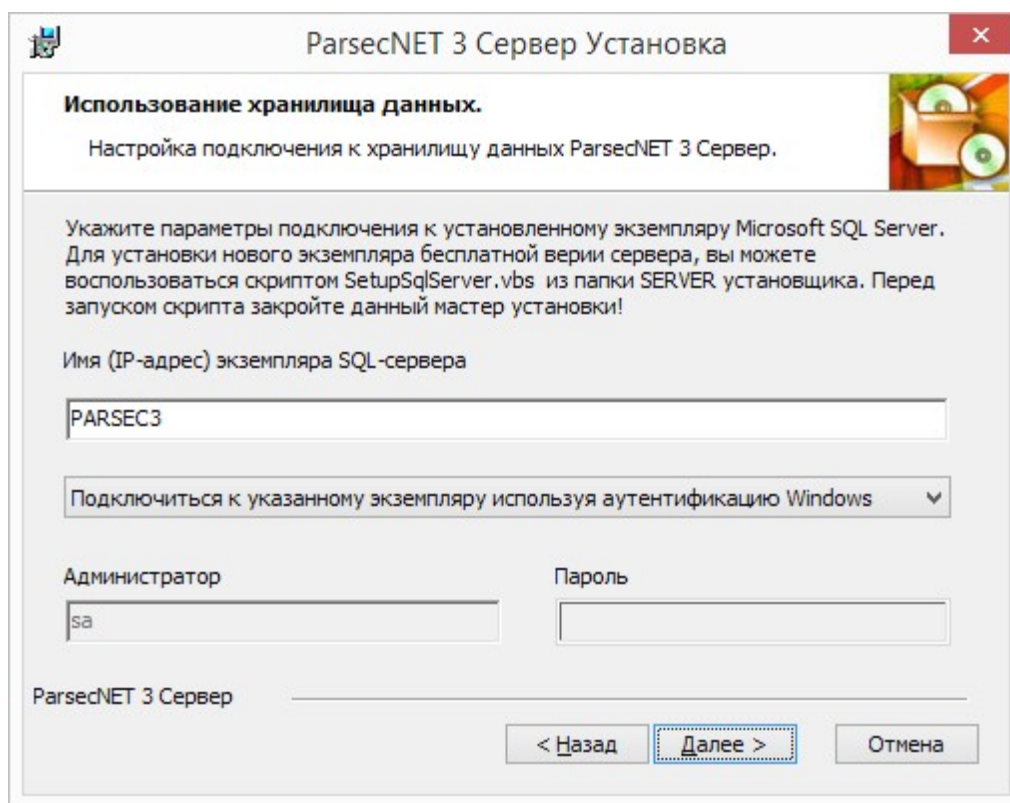 ParsecNET 3 Сервер Установка
Использование хранилища данных.
Настройка подключения к хранилищу данных ParsecNET 3 Сервер.
Укажите параметры подключения к установленному экземпляру Microsoft SQL Server.
Для установки нового экземпляра бесплатной верии сервера, вы можете
воспользоваться скриптом SetupSqlServer.vbs из папки SERVER установщика. Перед
запуском скрипта закройте данный мастер установки!
Имя (IP-адрес) экземпляра SQL-сервера
PARSEC3
Подключиться к указанному экземпляру используя аутентификацию Windows
Администратор Пароль
sa
ParsecNET 3 Сервер
< Назад Далее > Отмена